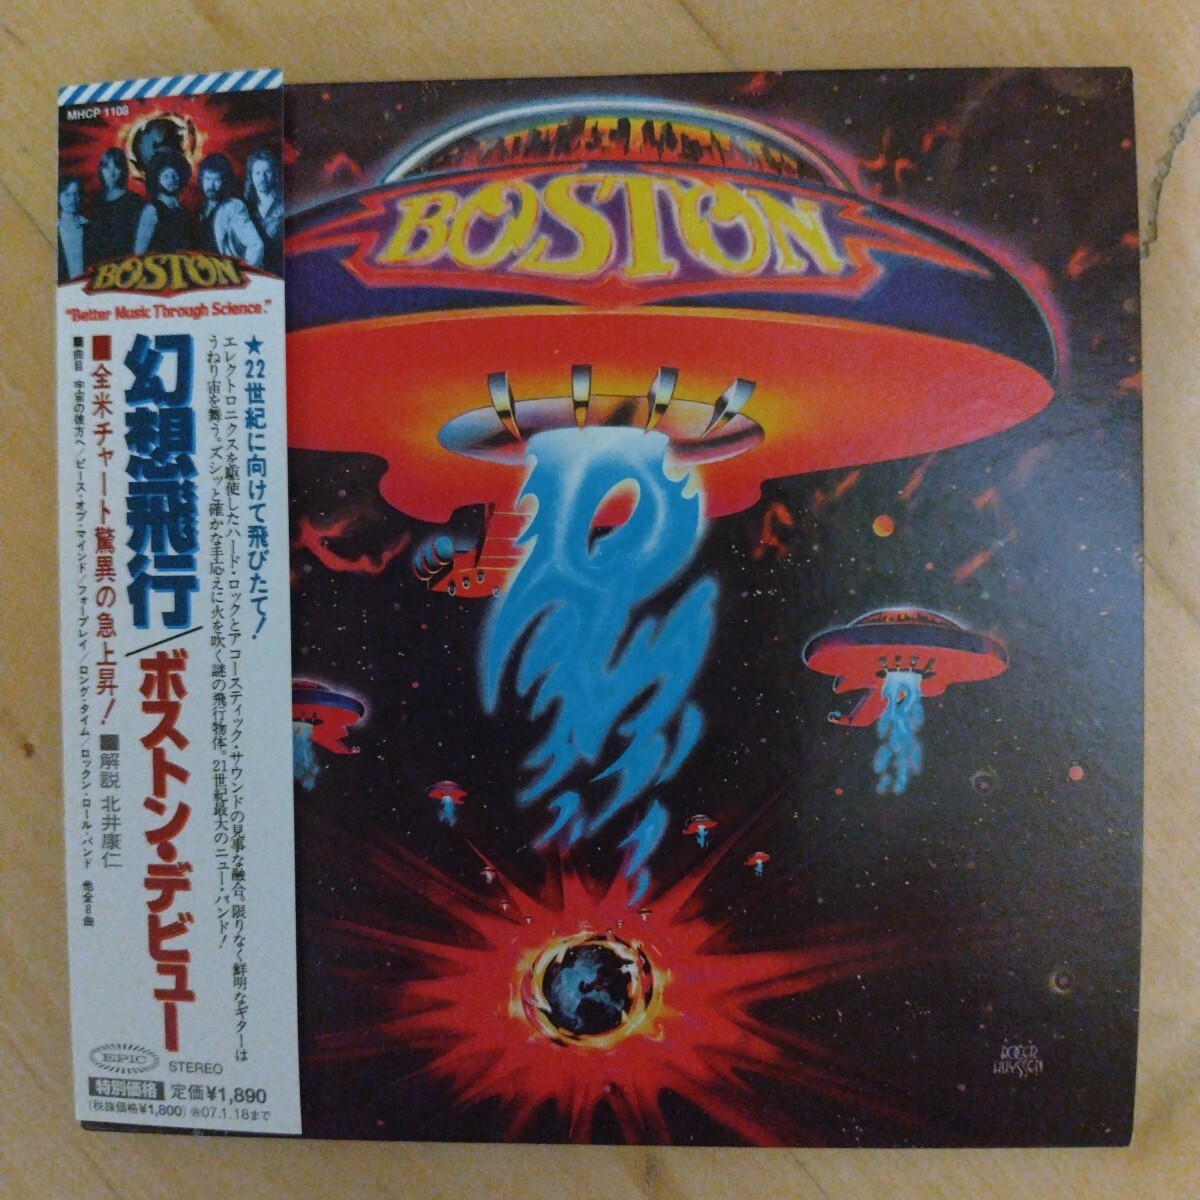 MHCP 1108
BOSTON
"Better Music Through Science."
★22世紀に向けて飛びたて!
エレクトロニクスを駆使したハード・ロックとアコースティック・サウンドの見事な融合。限りなく鮮明なギターは
うねり宙を舞う。ズシッと確かな手応えに火を吹く謎の飛行物体。21世紀最大のニュー・バンド!
幻想飛行/ボストン・デビュー
■全米チャート驚異の急上昇! ■解説 北井康仁
■曲目 宇宙の彼方へ/ピース・オブ・マインド/フォープレイ/ロング・タイム/ロックン・ロール・バンド 他全8曲
EPIC STEREO
特別価格 定価¥1,890
(税抜価格¥1,800) 07.1.18まで
BOSTON
ROGER
HUYSSEN